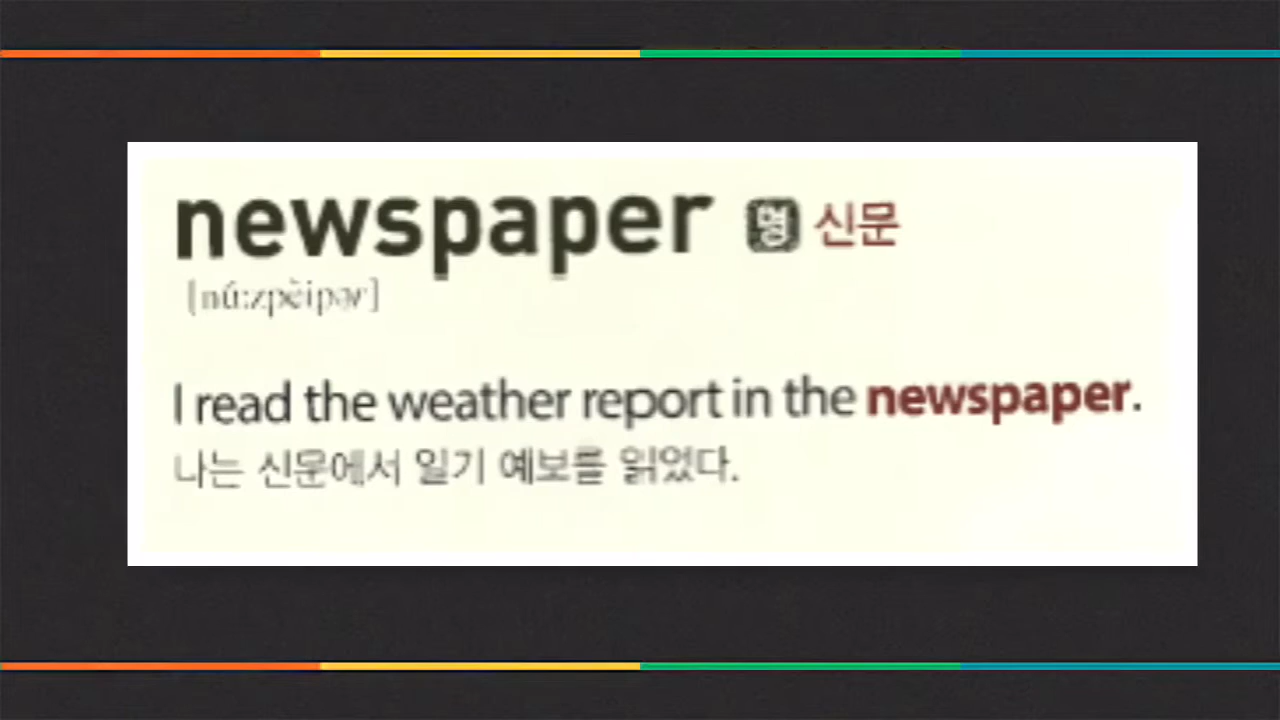 newspaper 명 신문
[nú:zpèipər]
I read the weather report in the newspaper.
나는 신문에서 일기 예보를 읽었다.